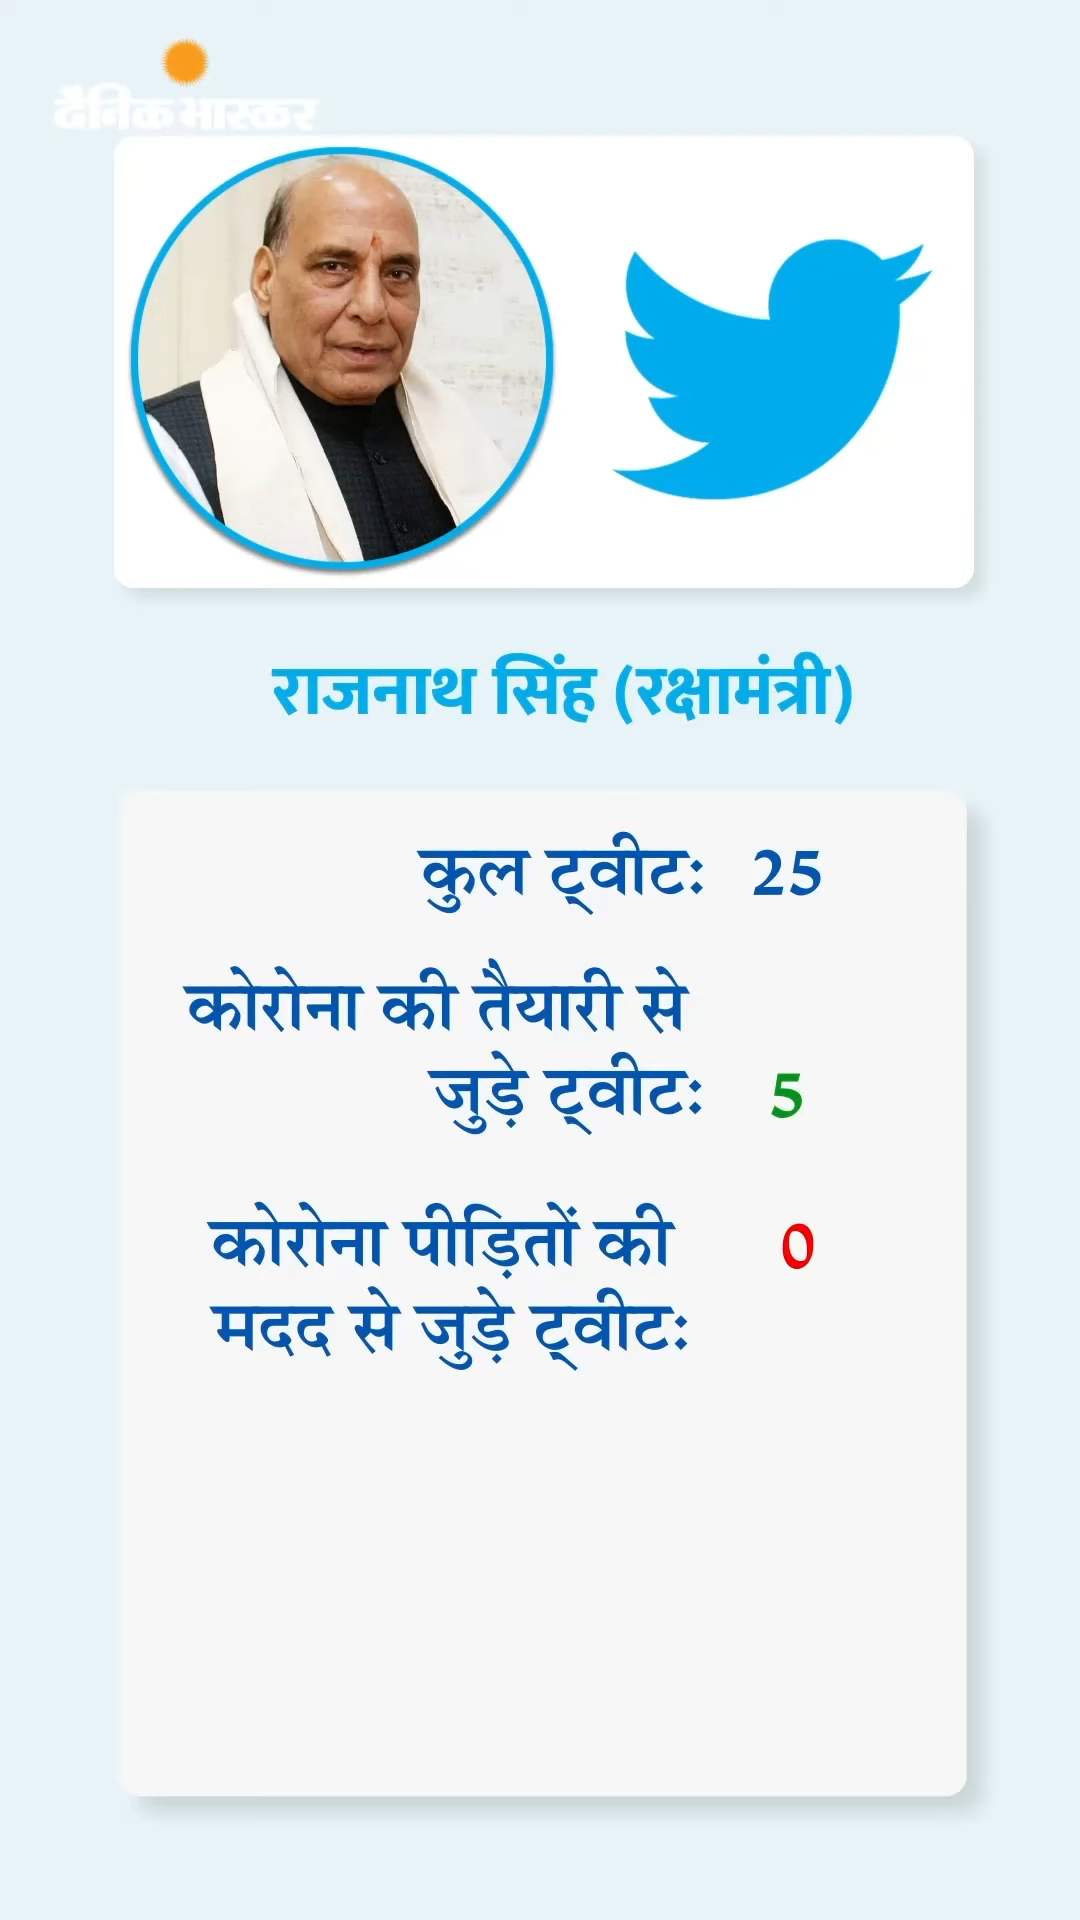 दैनिक भास्कर
राजनाथ सिंह (रक्षामंत्री)
कुल ट्वीटः 25
कोरोना की तैयारी से
जुड़े ट्वीटः 5
कोरोना पीड़ितों की 0
मदद से जुड़े ट्वीटः